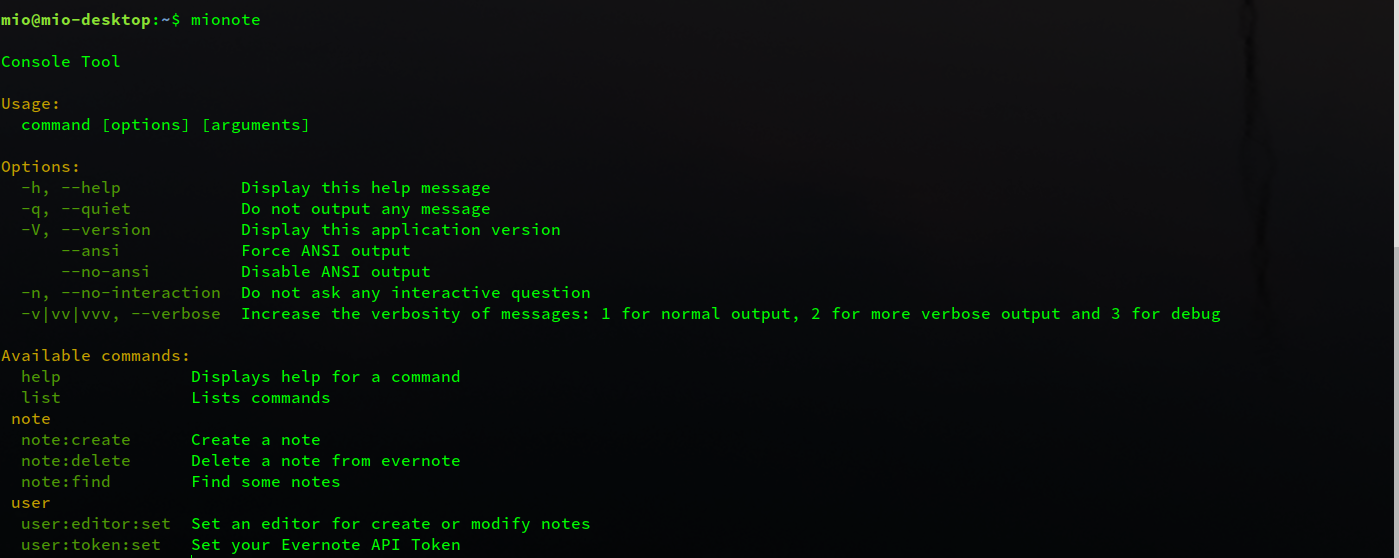 mio@mio-desktop:~$ mionote
Console Tool
Usage:
  command [options] [arguments]
Options:
  -h, --help            Display this help message
  -q, --quiet           Do not output any message
  -V, --version         Display this application version
      --ansi            Force ANSI output
      --no-ansi         Disable ANSI output
  -n, --no-interaction  Do not ask any interactive question
  -v|vv|vvv, --verbose  Increase the verbosity of messages: 1 for normal output, 2 for more verbose output and 3 for debug
Available commands:
  help             Displays help for a command
  list             Lists commands
 note
  note:create      Create a note
  note:delete      Delete a note from evernote
  note:find        Find some notes
 user
  user:editor:set  Set an editor for create or modify notes
  user:token:set   Set your Evernote API Token